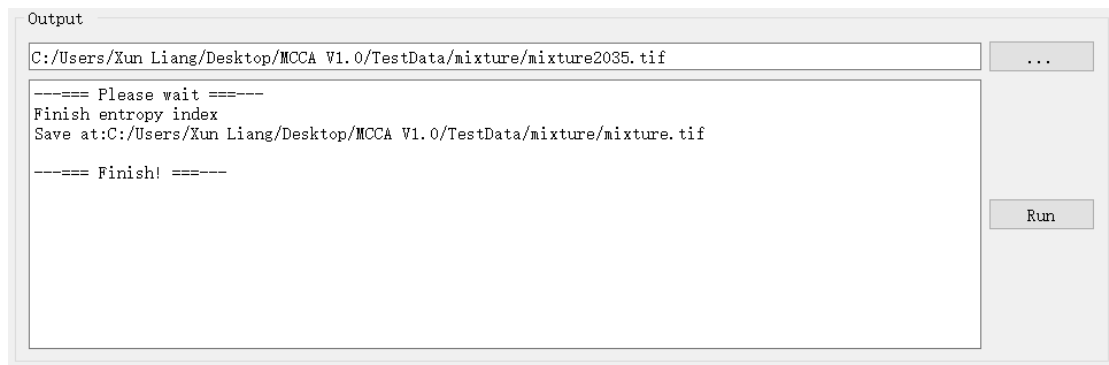 Output
C:/Users/Xun Liang/Desktop/MCCA V1.0/TestData/mixture/mixture2035.tif
...
---=== Please wait ===---
Finish entropy index
Save at:C:/Users/Xun Liang/Desktop/MCCA V1.0/TestData/mixture/mixture.tif
---=== Finish! ===---
Run